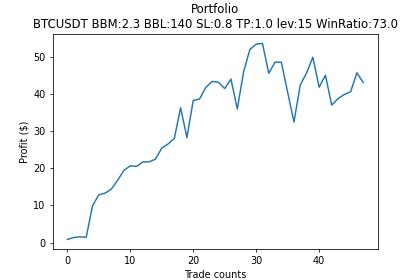 Portfolio
BTCUSDT BBM:2.3 BBL:140 SL:0.8 TP:1.0 lev:15 WinRatio:73.0
Profit ($)
50
40
30
20
10
0
0 10 20 30 40
Trade counts